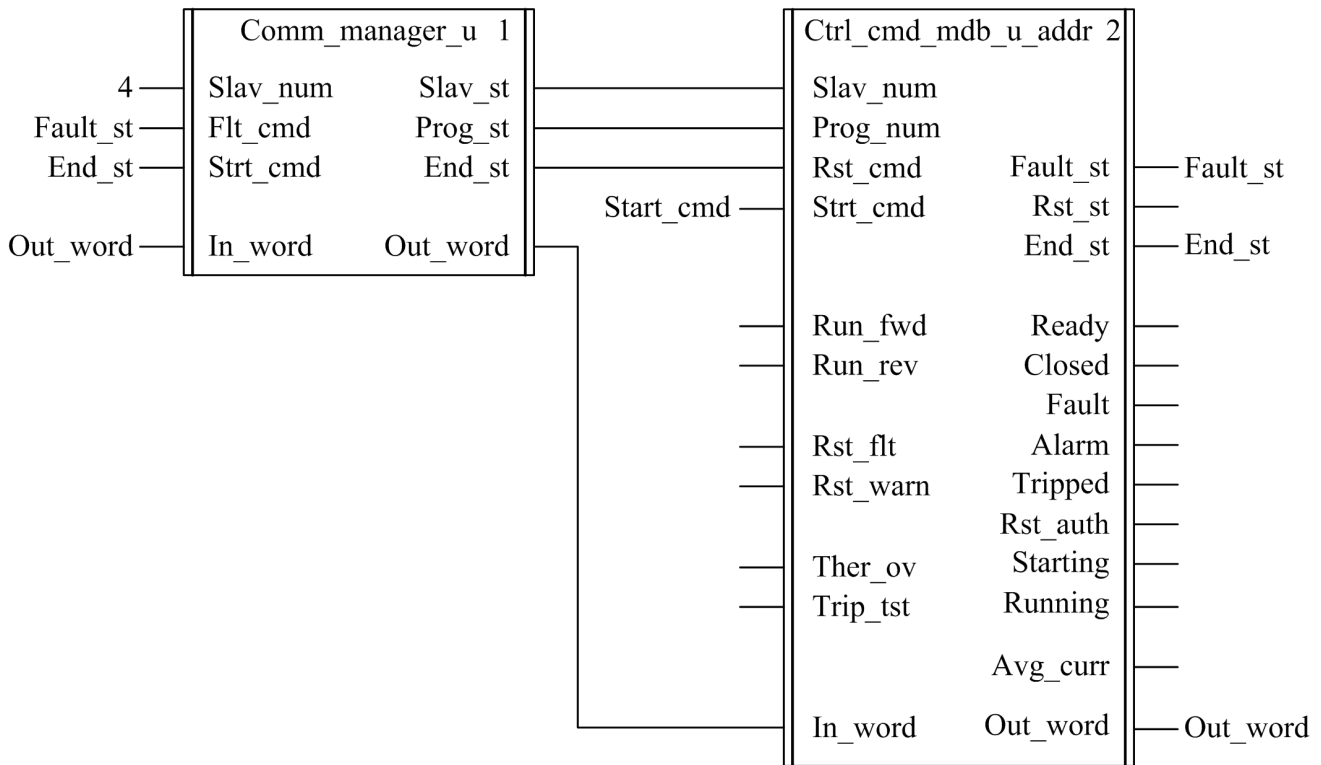 Comm_manager_u 1
4
Slav_num
Slav_st
Fault_st
Flt_cmd
Prog_st
End_st
Strt_cmd
End_st
Out_word
In_word
Out_word
Ctrl_cmd_mdb_u_addr 2
Slav_num
Prog_num
Rst_cmd
Fault_st
Fault_st
Start_cmd
Strt_cmd
Rst_st
End_st
End_st
Run_fwd
Ready
Run_rev
Closed
Fault
Rst_flt
Alarm
Rst_warn
Tripped
Rst_auth
Ther_ov
Starting
Trip_tst
Running
Avg_curr
In_word
Out_word
Out_word